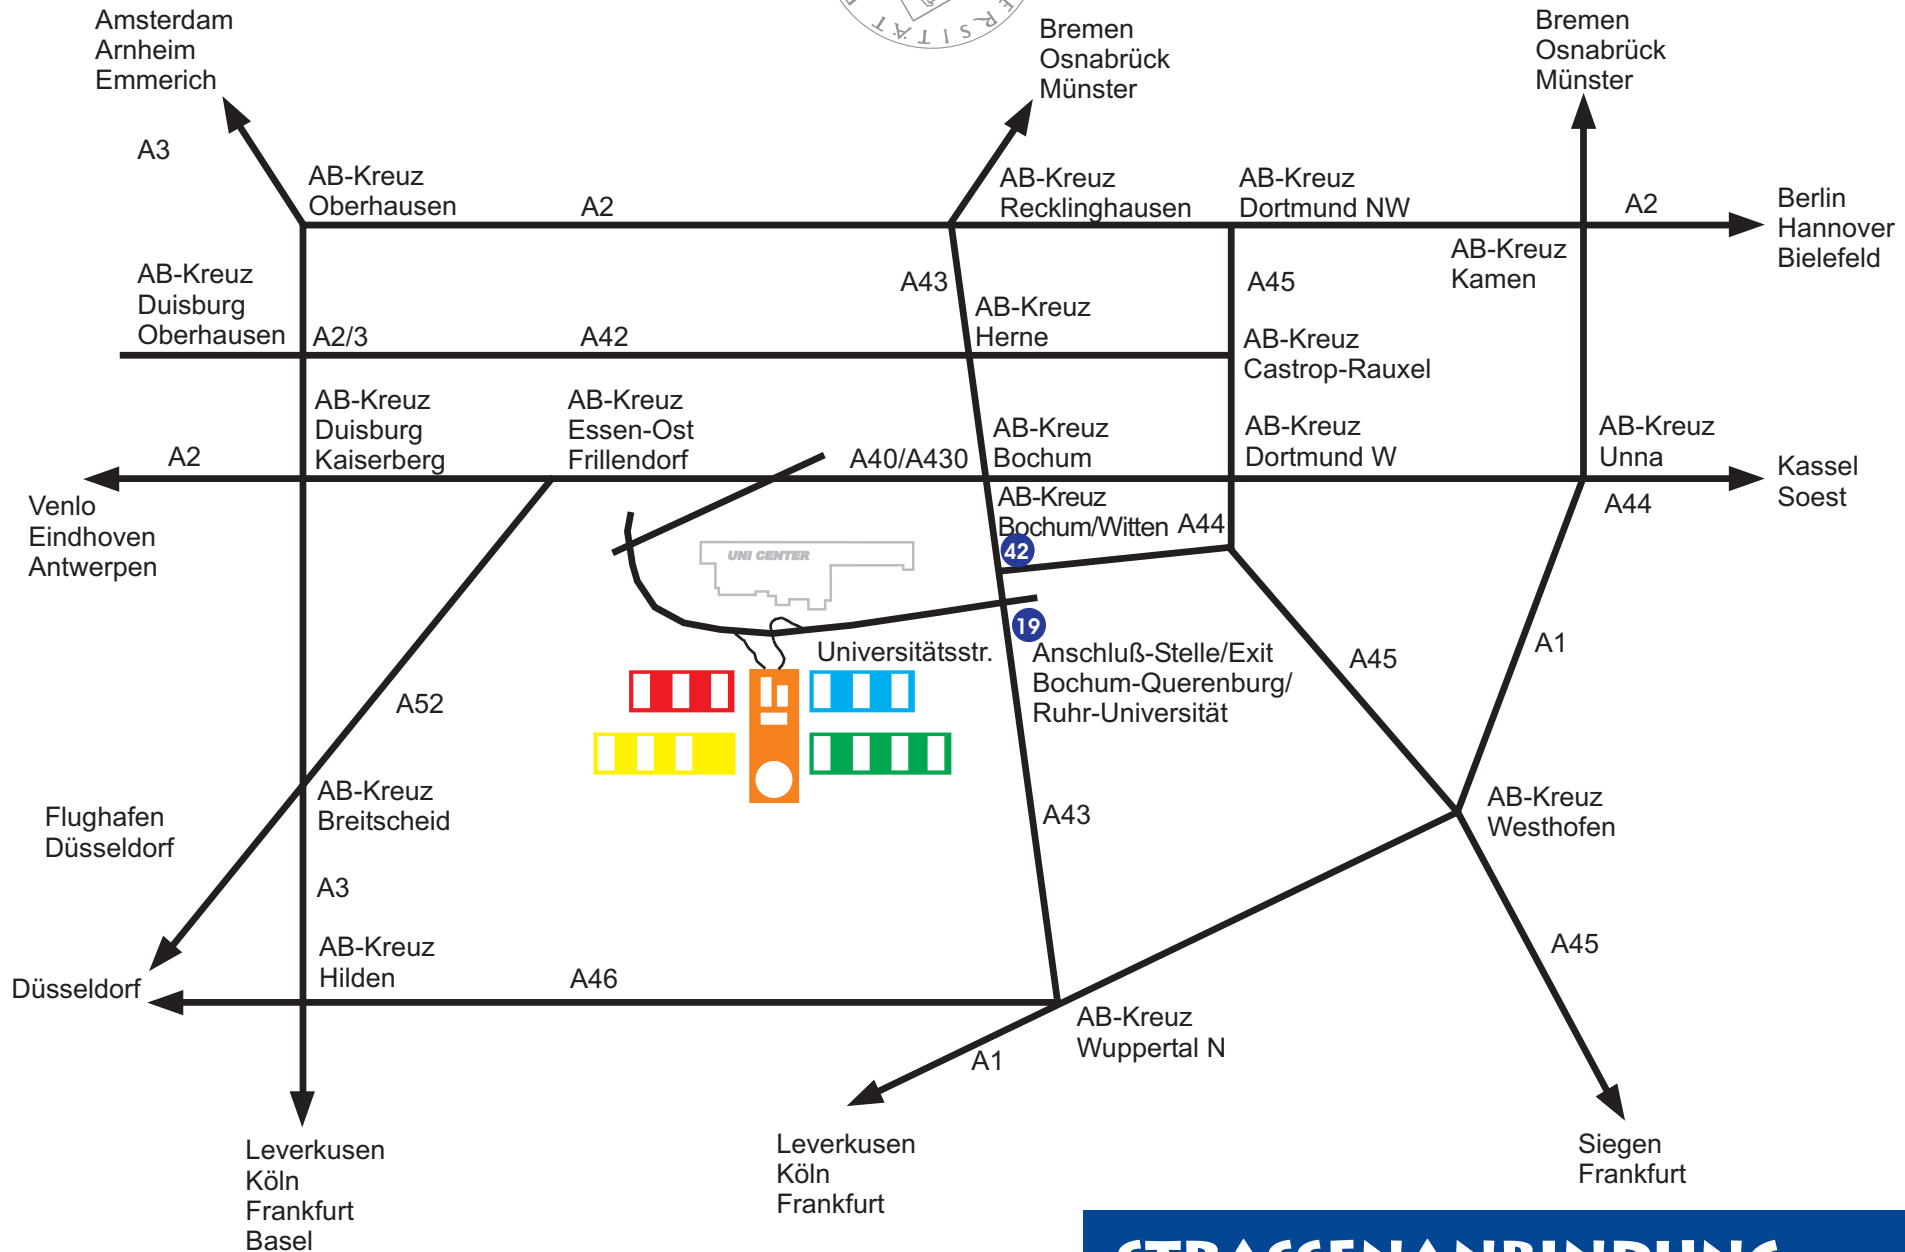 Amsterdam
Arnheim
Emmerich
ERSITÄT
Bremen
Osnabrück
Münster
Bremen
Osnabrück
Münster
A3
AB-Kreuz
Oberhausen
A2
AB-Kreuz
Recklinghausen
AB-Kreuz
Dortmund NW
A2
Berlin
Hannover
Bielefeld
AB-Kreuz
Kamen
AB-Kreuz
Duisburg
Oberhausen
A2/3
A42
A43
AB-Kreuz
Herne
A45
AB-Kreuz
Castrop-Rauxel
A2
AB-Kreuz
Duisburg
Kaiserberg
AB-Kreuz
Essen-Ost
Frillendorf
A40/A430
AB-Kreuz
Bochum
AB-Kreuz
Dortmund W
AB-Kreuz
Unna
Kassel
Soest
A44
Venlo
Eindhoven
Antwerpen
AB-Kreuz
Bochum/Witten
A44
42
UNI CENTER
19
Universitätsstr.
Anschluß-Stelle/Exit
Bochum-Querenburg/
Ruhr-Universität
A45
A1
A52
Flughafen
Düsseldorf
AB-Kreuz
Breitscheid
A43
AB-Kreuz
Westhofen
A3
AB-Kreuz
Hilden
A46
A45
Düsseldorf
AB-Kreuz
Wuppertal N
A1
Leverkusen
Köln
Frankfurt
Basel
Leverkusen
Köln
Frankfurt
Siegen
Frankfurt
STRASSENANBINDUNG